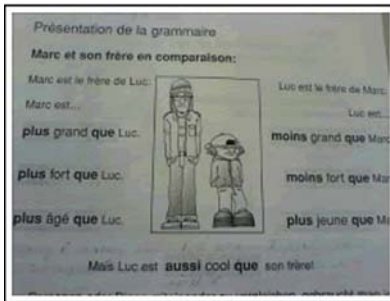 Présentation de la grammaire
Marc et son frère en comparaison:
Marc est le frère de Luc.
Marc est...
plus grand que Luc.
plus fort que Luc.
plus âgé que Luc.
Luc est le frère de Marc.
Luc est...
moins grand que Marc
moins fort que Mar
plus jeune que Ma
Mais Luc est aussi cool que son frère!